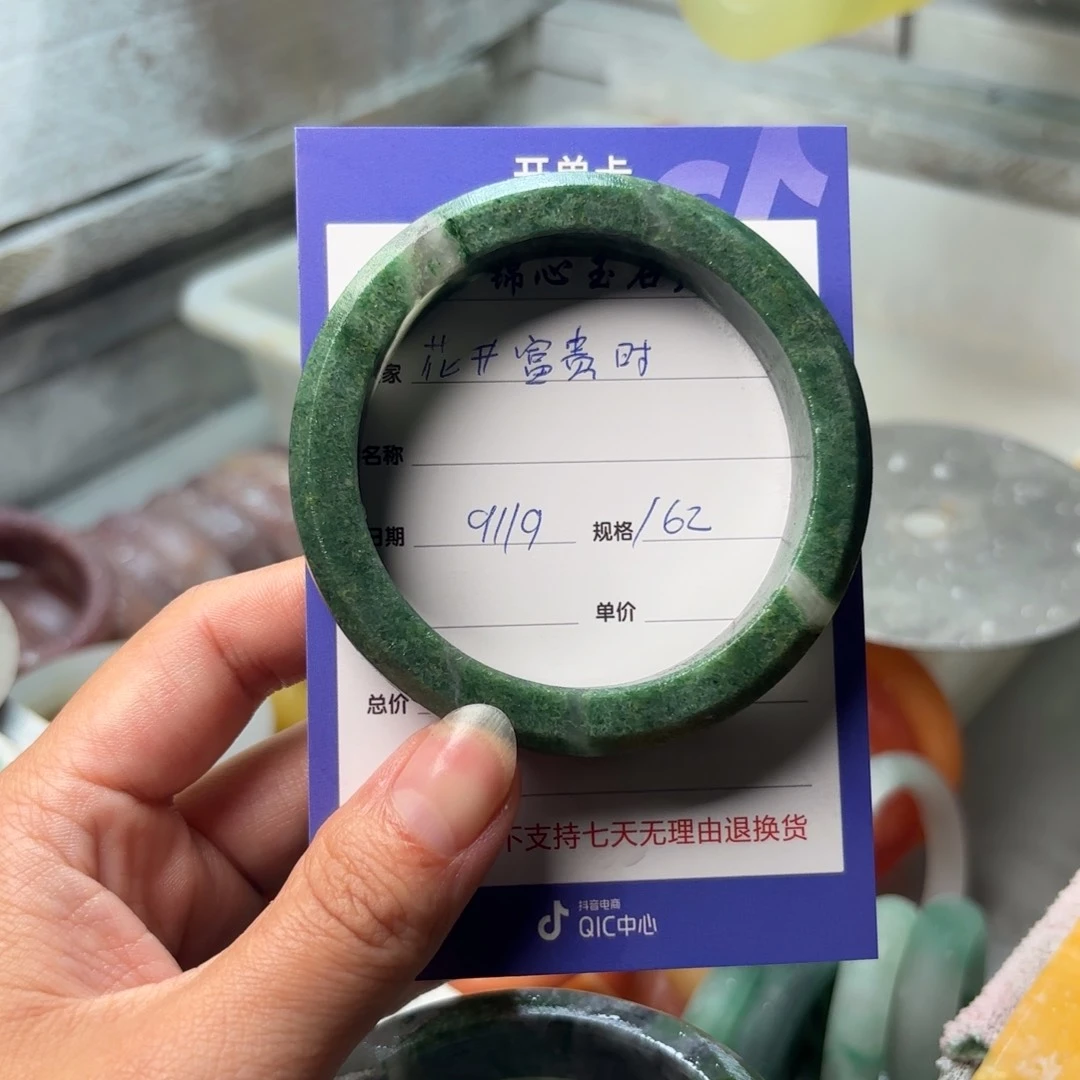 开单卡
锦心玉石
家 花开富贵时
名称
日期 9/19 规格 /62
单价
总价
不支持七天无理由退换货
抖音电商
QIC中心